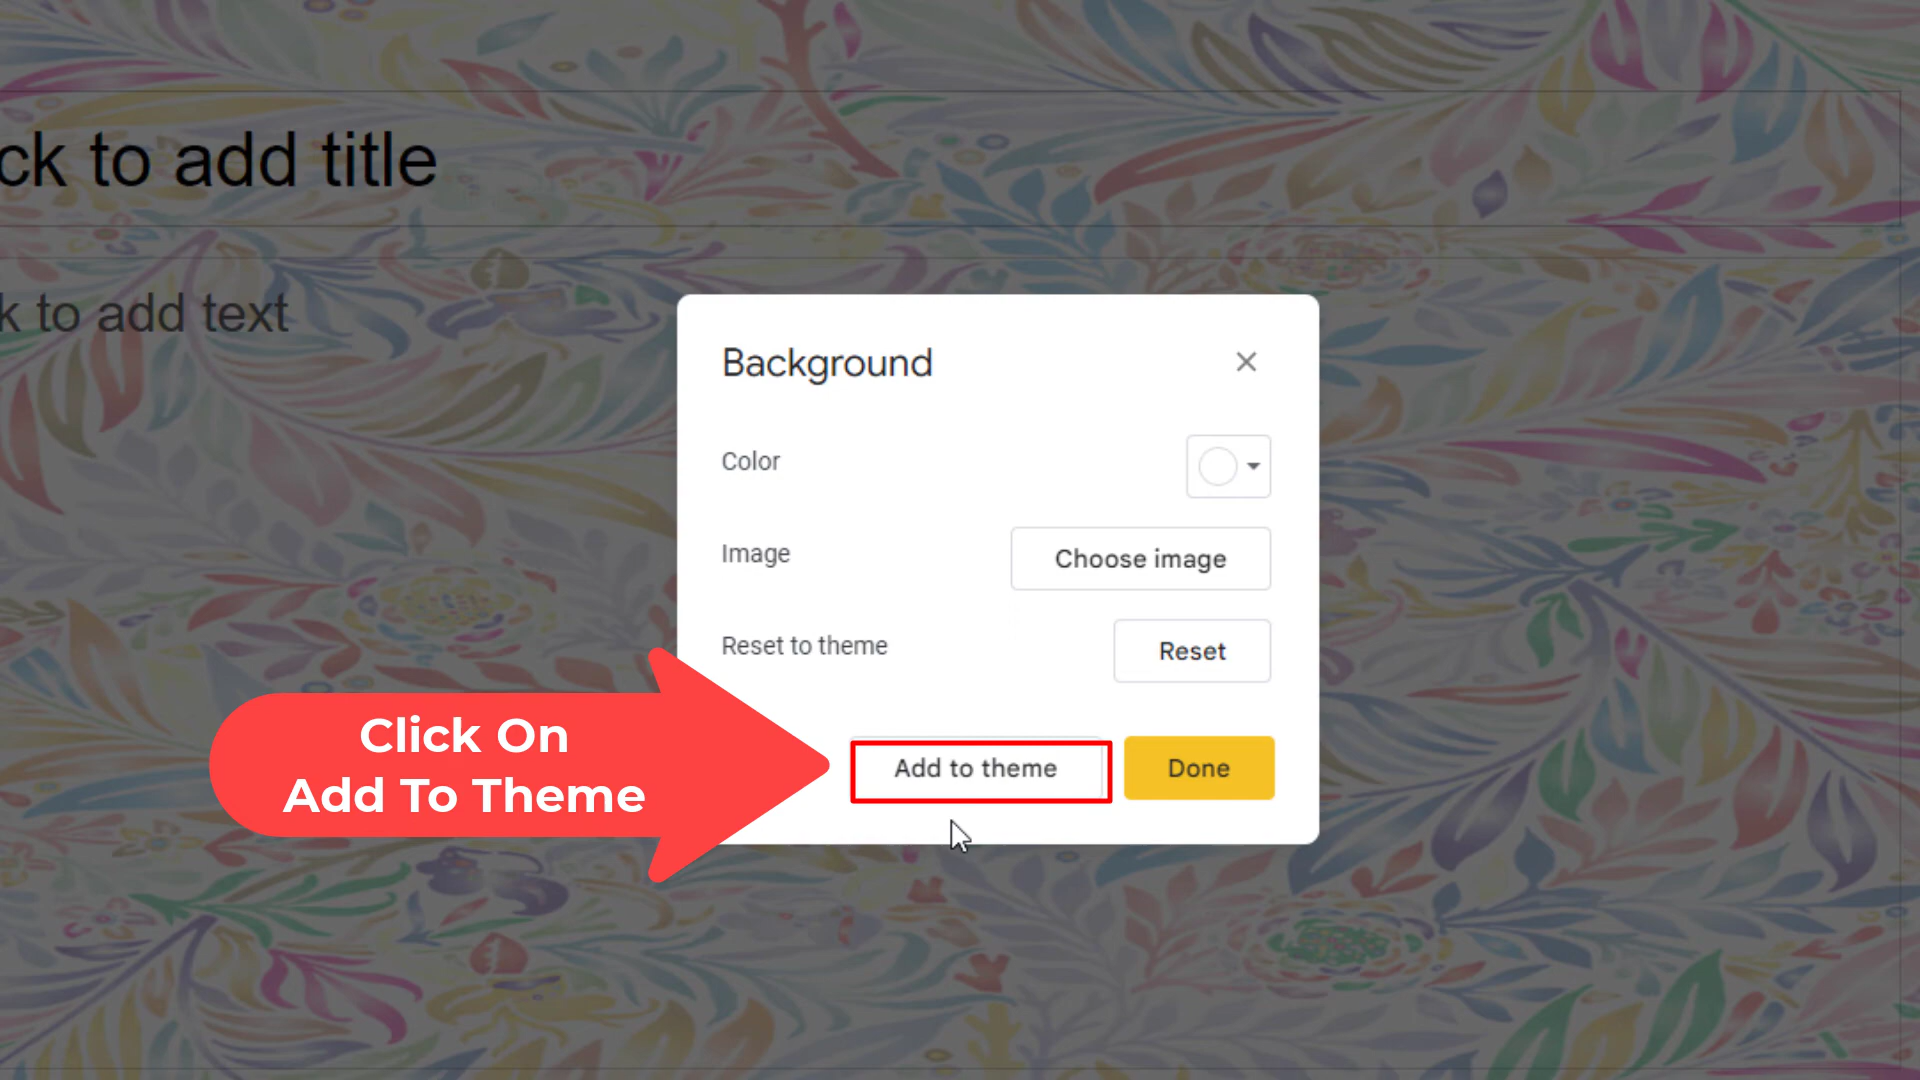 ck to add title
k to add text
Background
Color
Image
Choose image
Reset to theme
Reset
Click On
Add To Theme
Add to theme
Done